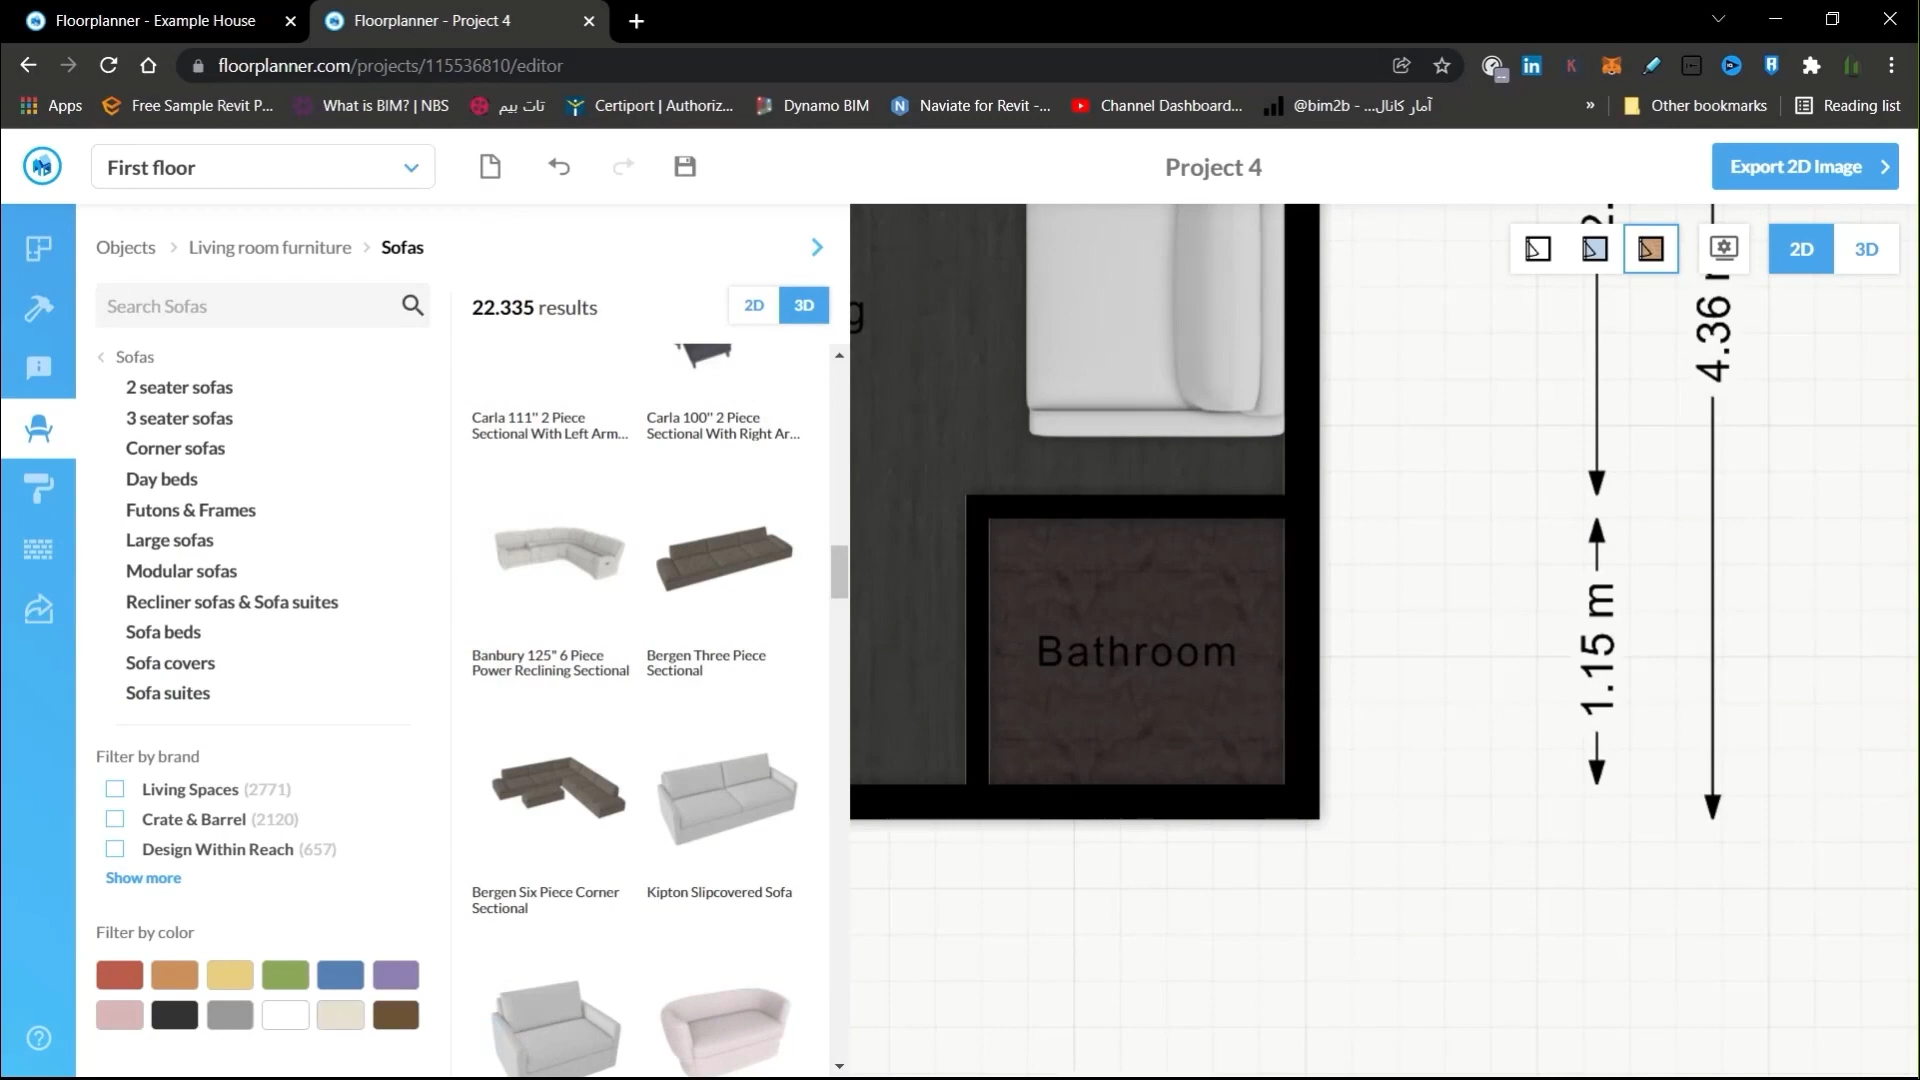 Floorplanner - Example House
Floorplanner - Project 4
floorplanner.com/projects/115536810/editor
Apps
Free Sample Revit P...
What is BIM? | NBS
تات بیم
Certiport | Authoriz...
Dynamo BIM
Naviate for Revit -...
Channel Dashboard...
@bim2b - ...آمار کانال
»
Other bookmarks
Reading list
First floor
Project 4
Export 2D Image
Objects > Living room furniture > Sofas
Search Sofas
22.335 results
2D
3D
Sofas
2 seater sofas
3 seater sofas
Corner sofas
Day beds
Futons & Frames
Large sofas
Modular sofas
Recliner sofas & Sofa suites
Sofa beds
Sofa covers
Sofa suites
Filter by brand
Living Spaces (2771)
Crate & Barrel (2120)
Design Within Reach (657)
Show more
Filter by color
Carla 111" 2 Piece
Sectional With Left Arm...
Carla 100" 2 Piece
Sectional With Right Ar...
Banbury 125" 6 Piece
Power Reclining Sectional
Bergen Three Piece
Sectional
Bergen Six Piece Corner
Sectional
Kipton Slipcovered Sofa
g
Bathroom
1.15 m
4.36
2D
3D